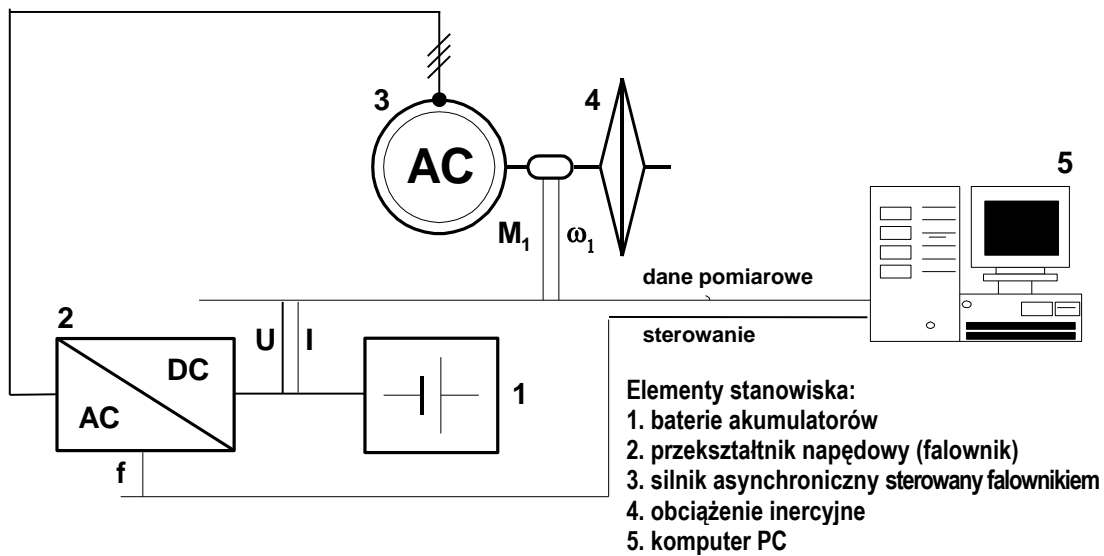 3
4
AC
5
M1
ω1
dane pomiarowe
2
U
I
sterowanie
DC
AC
1
f
Elementy stanowiska:
1. baterie akumulatorów
2. przekształtnik napędowy (falownik)
3. silnik asynchroniczny sterowany falownikiem
4. obciążenie inercyjne
5. komputer PC